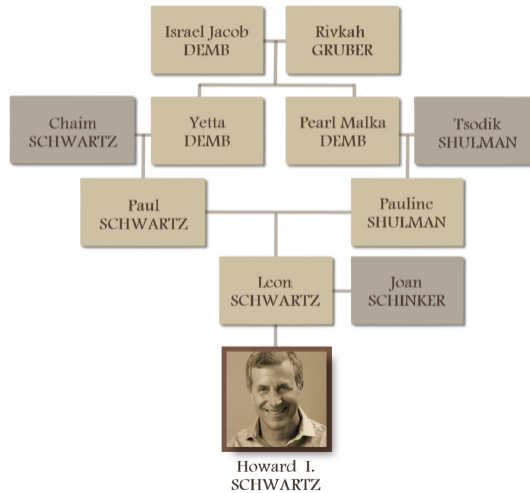 Israel Jacob
DEMB
Rivkah
GRUBER
Chaim
SCHWARTZ
Yetta
DEMB
Pearl Malka
DEMB
Tsodik
SHULMAN
Paul
SCHWARTZ
Pauline
SHULMAN
Leon
SCHWARTZ
Joan
SCHINKER
Howard I.
SCHWARTZ